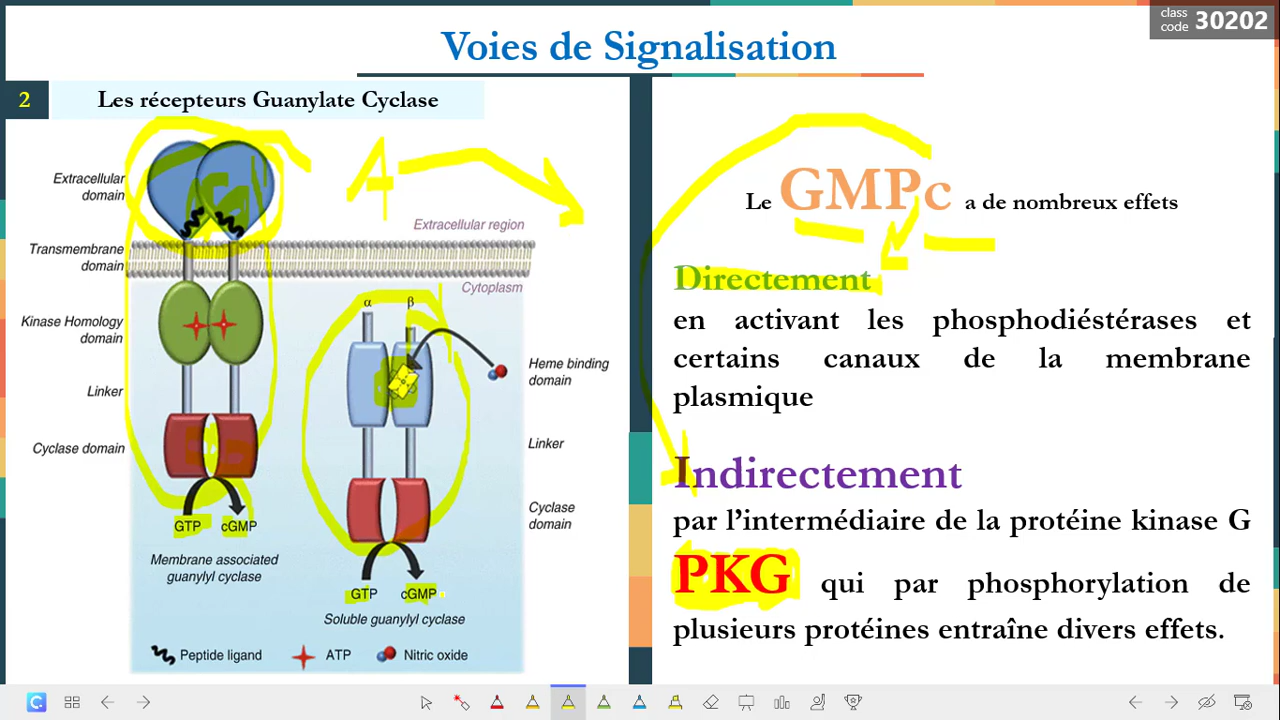 class
code 30202
Voies de Signalisation
2
Les récepteurs Guanylate Cyclase
Extracellular
domain
Extracellular region
Transmembrane
domain
Cytoplasm
α
β
Kinase Homology
domain
Heme binding
domain
Linker
Linker
Cyclase domain
Cyclase
domain
GTP
cGMP
Membrane associated
guanylyl cyclase
GTP
cGMP
Soluble guanylyl cyclase
Peptide ligand
ATP
Nitric oxide
Le GMPc a de nombreux effets
Directement
en activant les phosphodiéstérases et
certains canaux de la membrane
plasmique
Indirectement
par l’intermédiaire de la protéine kinase G
PKG qui par phosphorylation de
plusieurs protéines entraîne divers effets.